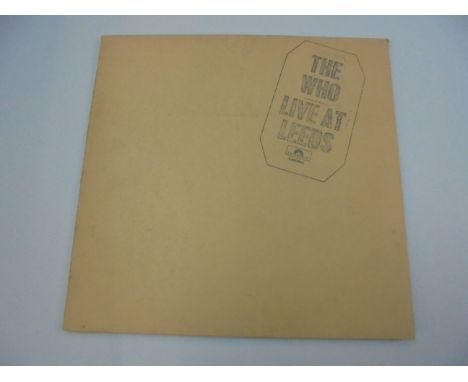 THE
WHO
LIVE AT
LEEDS